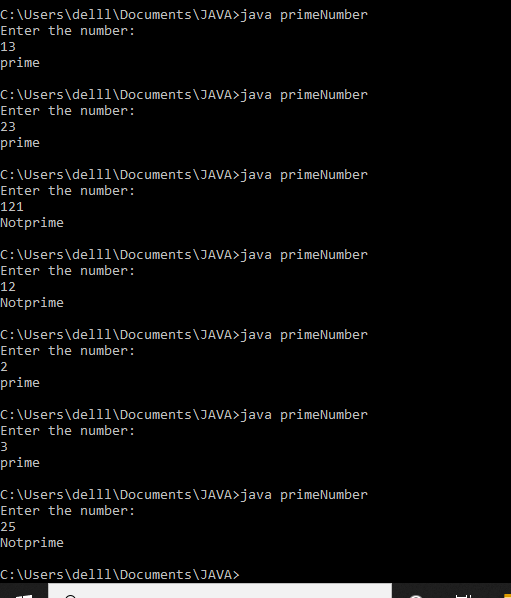 C:\Users\delll\Documents\JAVA>java primeNumber
Enter the number:
13
prime
C:\Users\delll\Documents\JAVA>java primeNumber
Enter the number:
23
prime
C:\Users\delll\Documents\JAVA>java primeNumber
Enter the number:
121
Notprime
C:\Users\delll\Documents\JAVA>java primeNumber
Enter the number:
12
Notprime
C:\Users\delll\Documents\JAVA>java primeNumber
Enter the number:
2
prime
C:\Users\delll\Documents\JAVA>java primeNumber
Enter the number:
3
prime
C:\Users\delll\Documents\JAVA>java primeNumber
Enter the number:
25
Notprime
C:\Users\delll\Documents\JAVA>